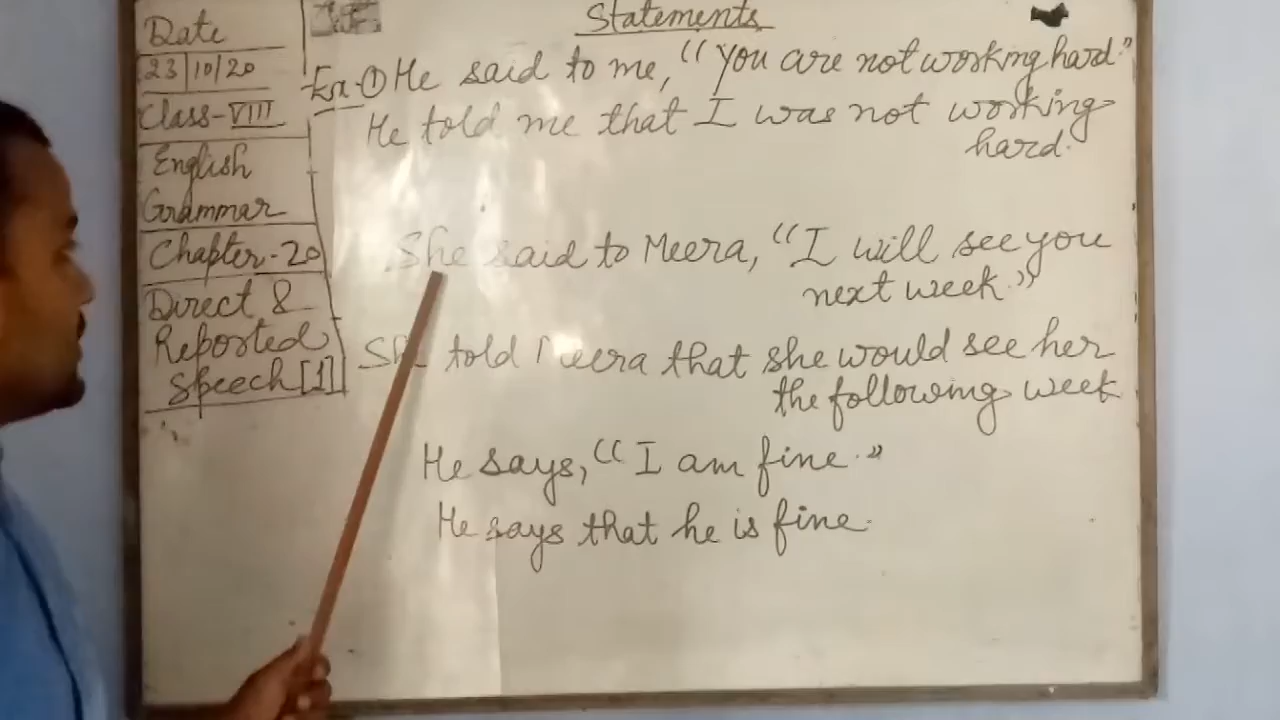 Date
23/10/20
Class-VIII
English
Grammar
Chapter-20
Direct &
Reported
Speech [1]
Statements
Ex-① He said to me, "You are not working hard."
He told me that I was not working
hard.
She said to Meera, "I will see you
next week."
She told Meera that she would see her
the following week
He says, "I am fine."
He says that he is fine.